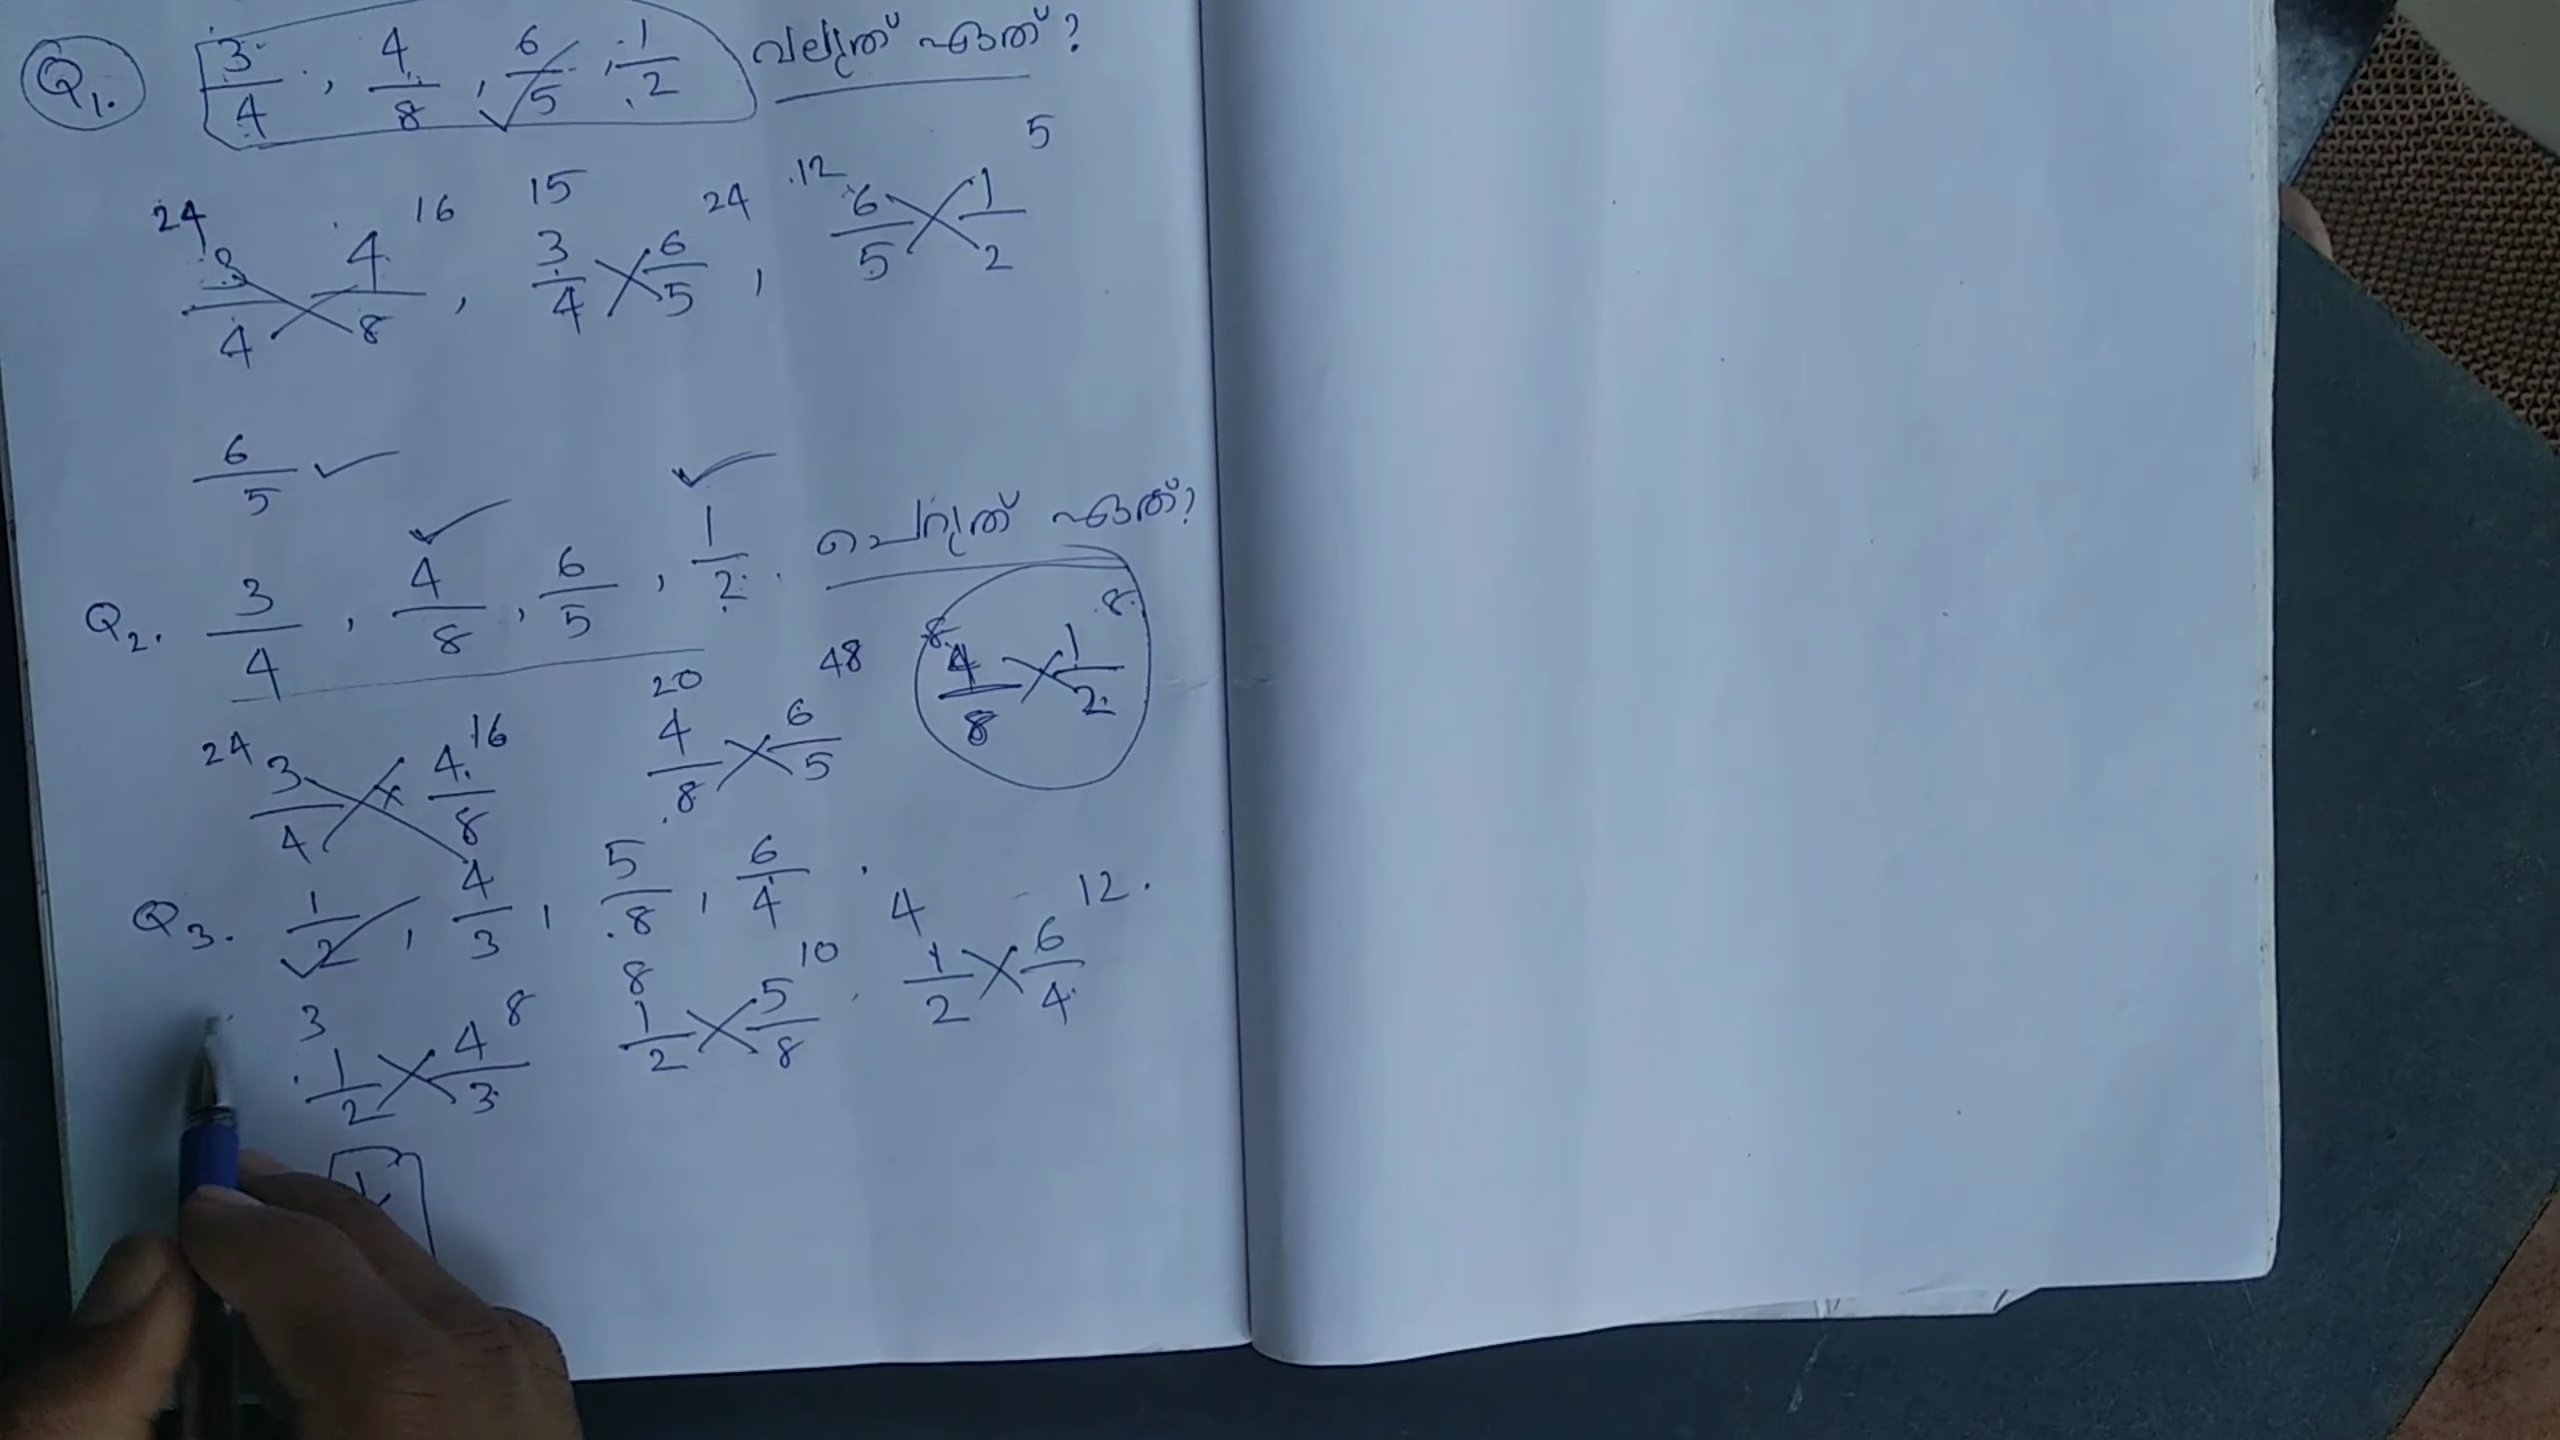 Q1. 3/4 , 4/8 , 6/5 , 1/2 വലുത് ഏത്?
24 3/4 × 4/8 16 , 15 3/4 × 6/5 24 , 12 6/5 × 1/2 5
6/5 ✓
Q2. 3/4 , 4/8 , 6/5 , 1/2 . ചെറുത് ഏത്?
24 3/4 × 4/8 16 20 4/8 × 6/5 48 8 4/8 × 1/2 8
Q3. 1/2 , 4/3 , 5/8 , 6/4 .
3 1/2 × 4/3 8 8 1/2 × 5/8 10 4 1/2 × 6/4 12